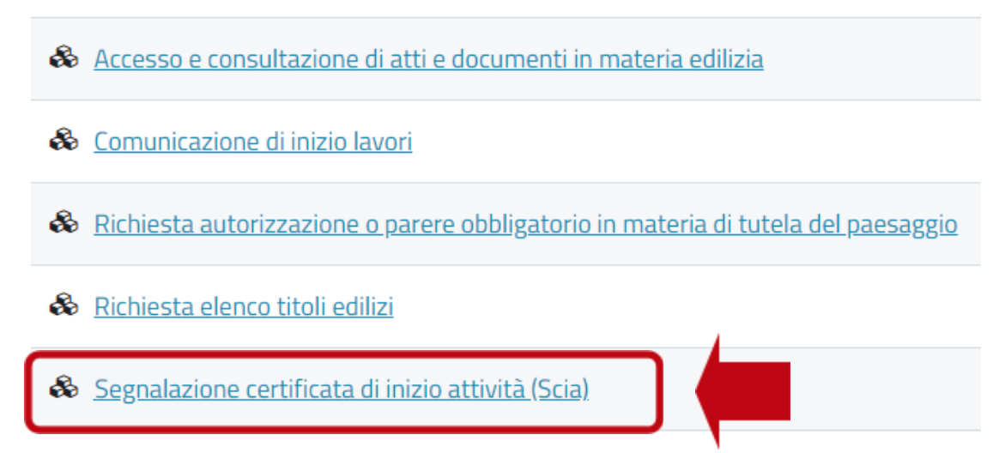 Accesso e consultazione di atti e documenti in materia edilizia
Comunicazione di inizio lavori
Richiesta autorizzazione o parere obbligatorio in materia di tutela del paesaggio
Richiesta elenco titoli edilizi
Segnalazione certificata di inizio attività (Scia)